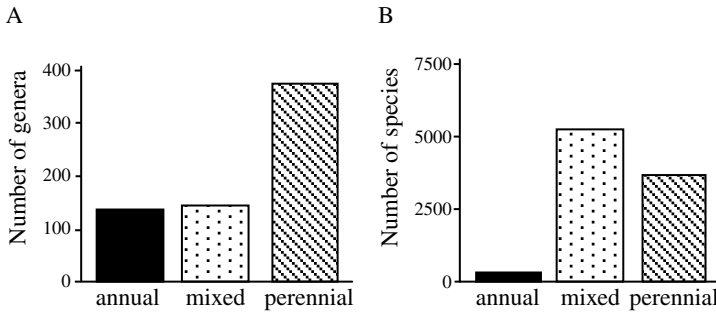 A
Number of genera
400
300
200
100
0
annual mixed perennial
B
Number of species
7500
5000
2500
0
annual mixed perennial